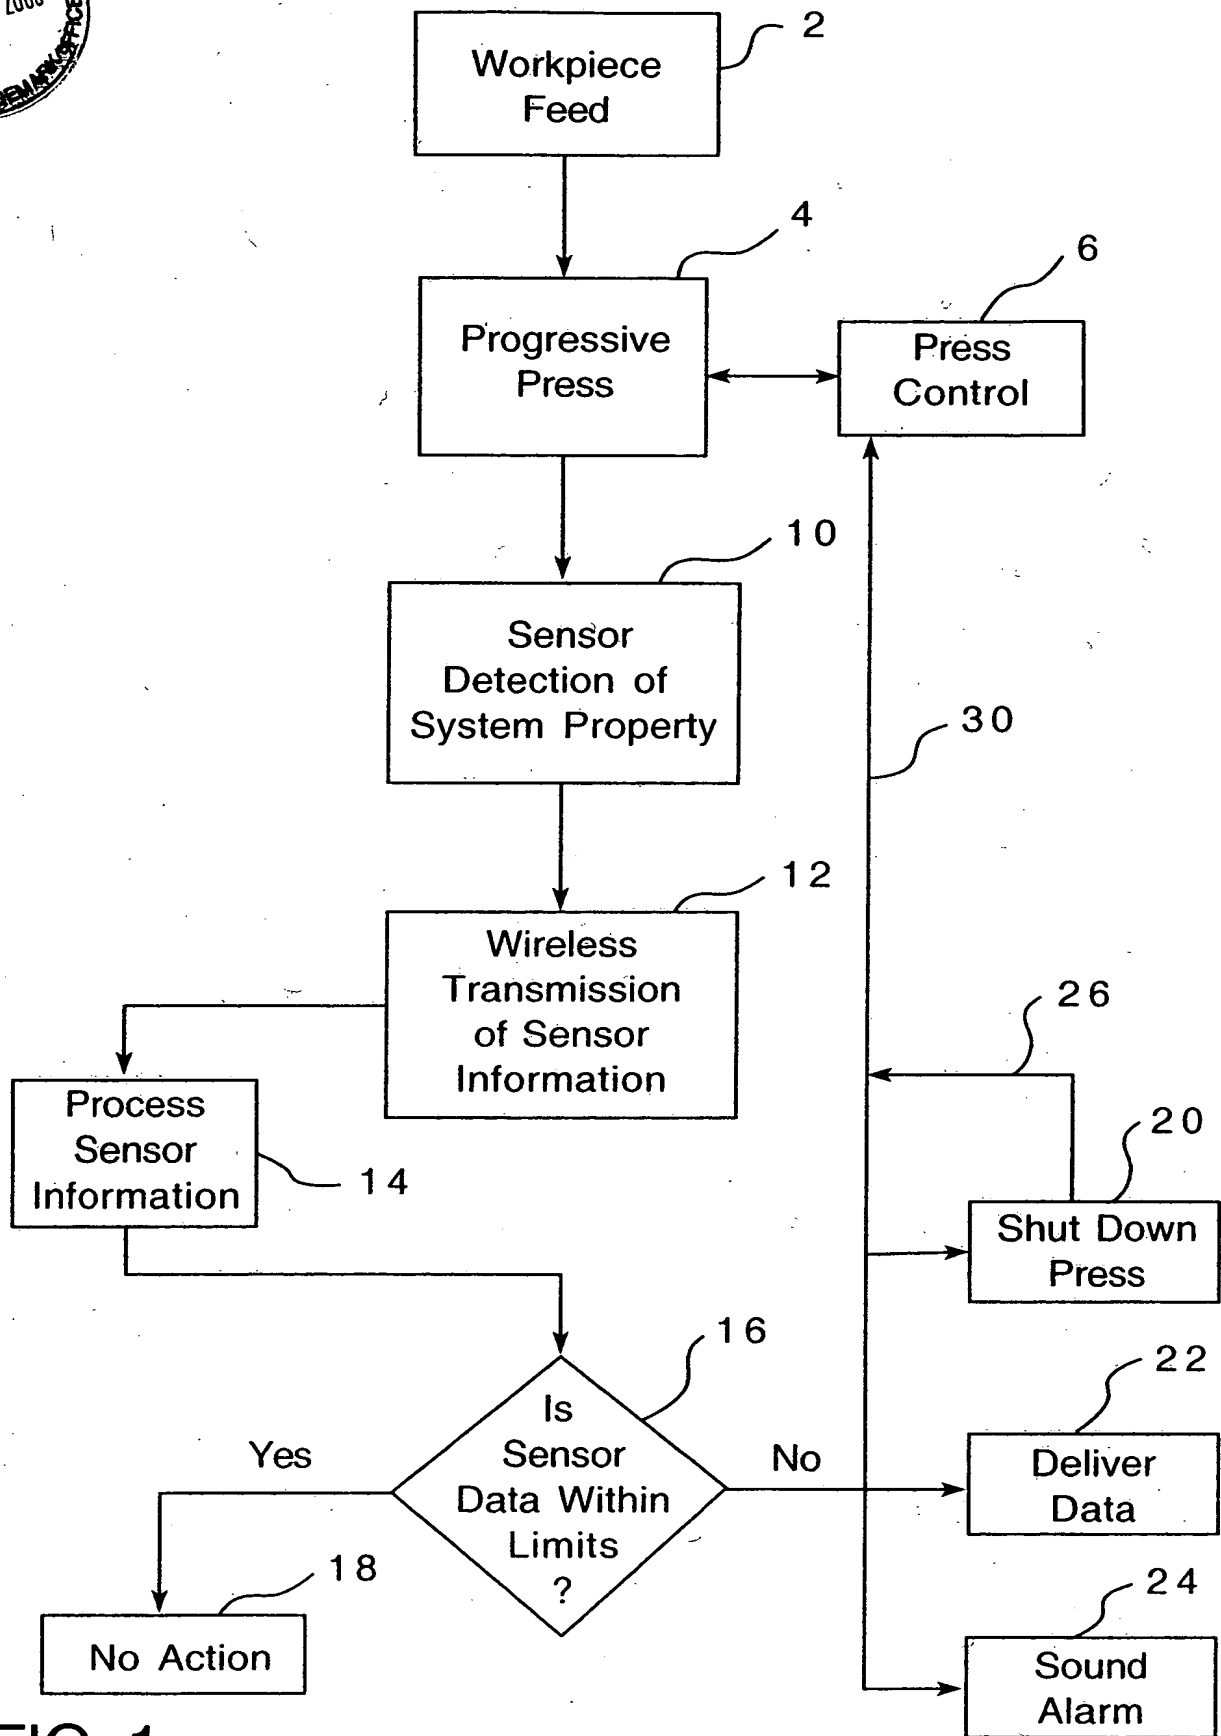 2
Workpiece
Feed
4
6
Progressive
Press
Press
Control
10
Sensor
Detection of
System Property
30
12
Wireless
Transmission
of Sensor
Information
26
Process
Sensor
Information
14
20
Shut Down
Press
16
22
Is
Sensor
Data Within
Limits
?
Yes
No
Deliver
Data
18
24
No Action
Sound
Alarm